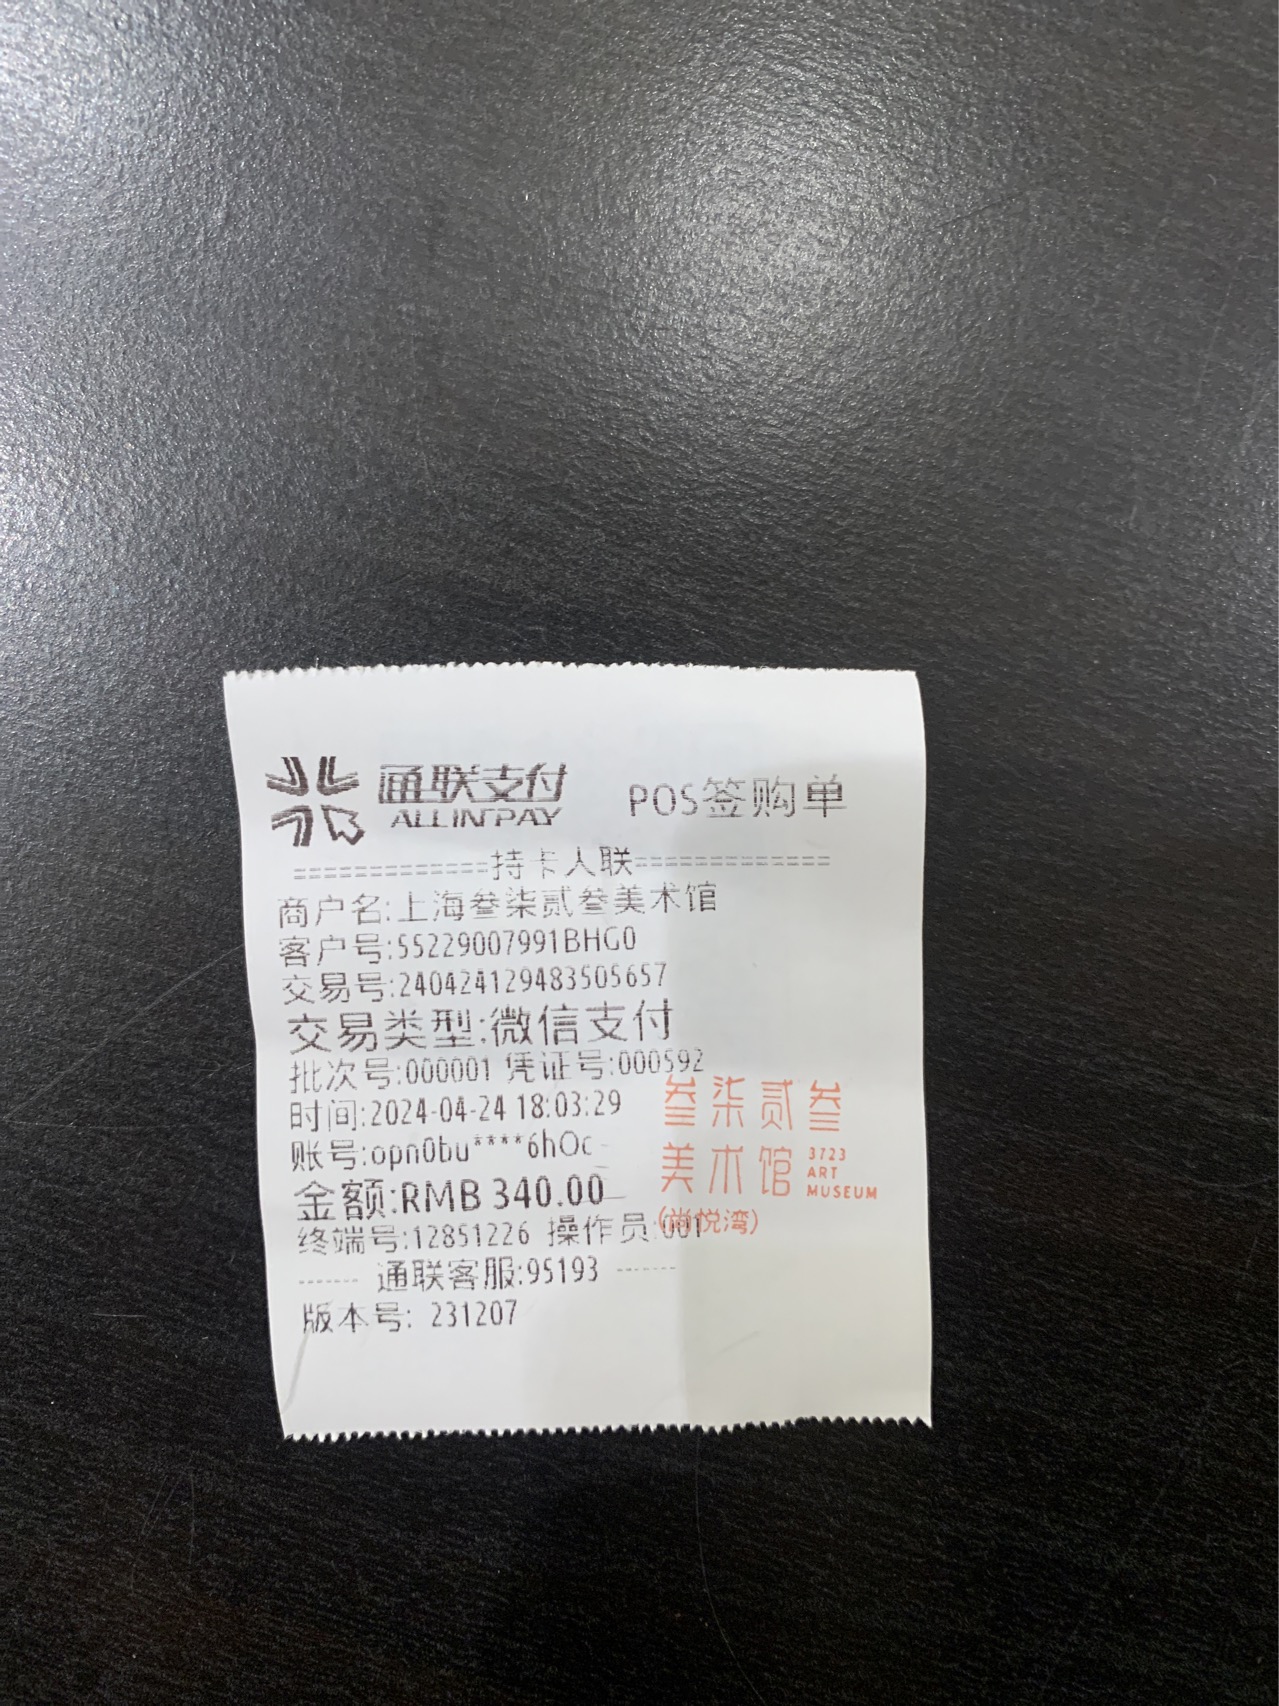 通联支付 POS签购单
ALLINPAY
=============持卡人联=============
商户名:上海叁柒贰叁美术馆
客户号:55229007991BHG0
交易号:240424129483505657
交易类型:微信支付
批次号:000001 凭证号:000592
时间:2024-04-24 18:03:29
账号:opn0bu****6hOc
金额:RMB 340.00
终端号:12851226 操作员:001
------ 通联客服:95193 ------
版本号: 231207
叁柒贰叁
美术馆 3723
ART
MUSEUM
(尚悦湾)